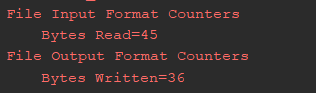 File Input Format Counters
Bytes Read=45
File Output Format Counters
Bytes Written=36